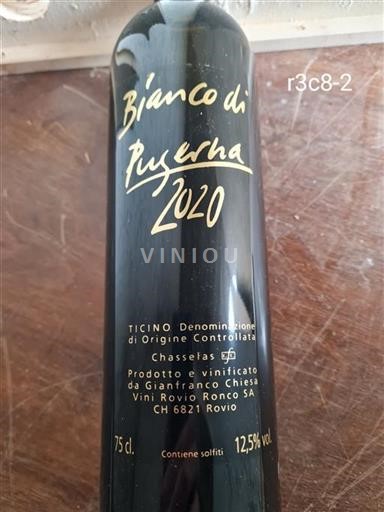 r3c8-2
Bianco di
Pugerna
2020
VINIOU
TICINO Denominazione
di Origine Controllata
Chasselas
Prodotto e vinificato
da Gianfranco Chiesa
Vini Rovio Ronco SA
CH 6821 Rovio
75 cl.
Contiene solfiti
12,5% vol.